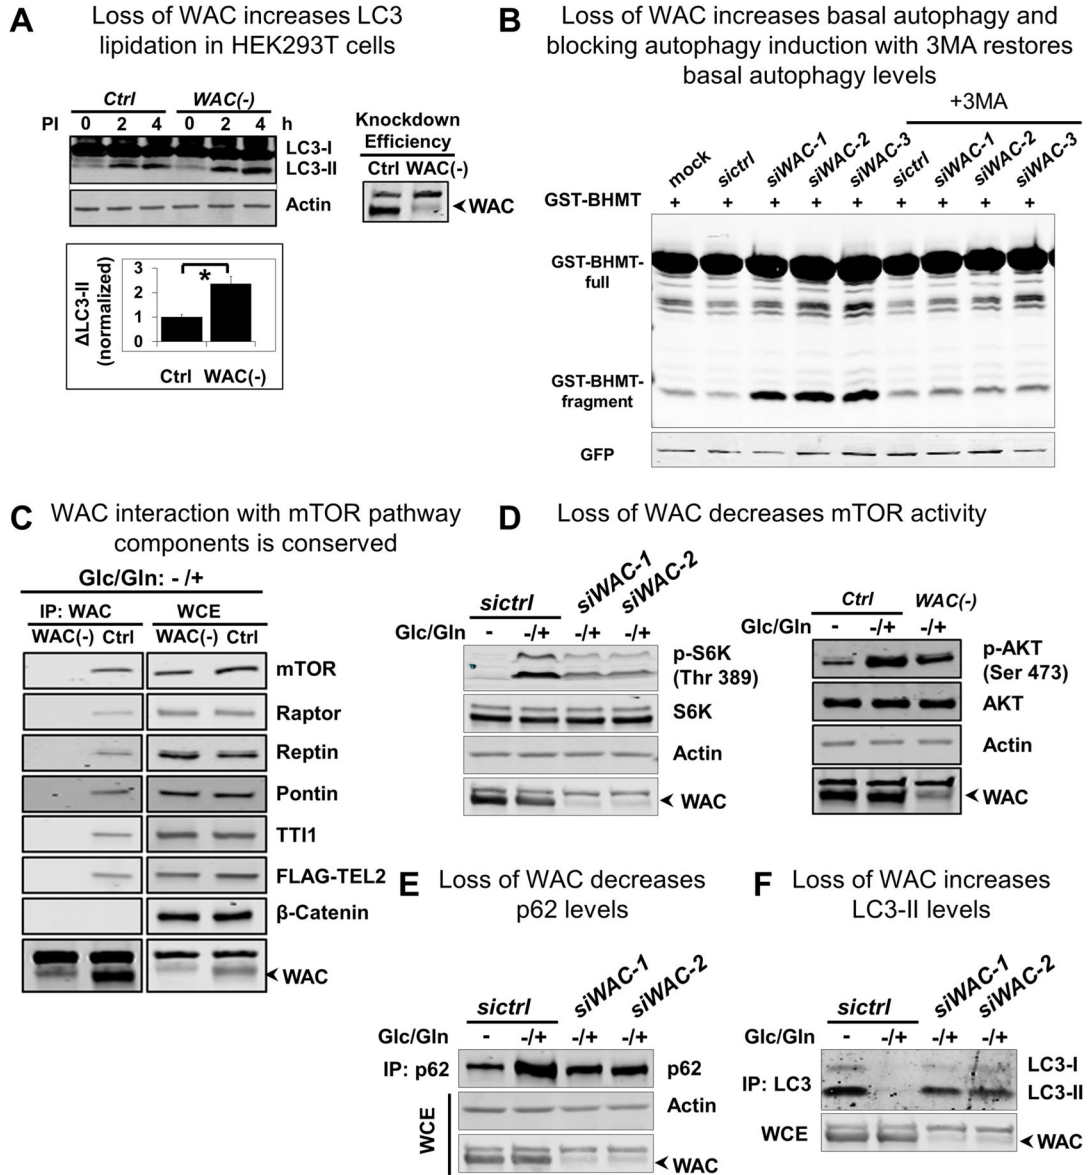 A Loss of WAC increases LC3
lipidation in HEK293T cells
Ctrl WAC(-)
PI 0 2 4 0 2 4 h
LC3-I
LC3-II
Actin
Knockdown
Efficiency
Ctrl WAC(-)
WAC
ΔLC3-II
(normalized)
3
2
1
0
*
Ctrl WAC(-)
B Loss of WAC increases basal autophagy and
blocking autophagy induction with 3MA restores
basal autophagy levels
+3MA
mock sictrl siWAC-1 siWAC-2 siWAC-3 sictrl siWAC-1 siWAC-2 siWAC-3
GST-BHMT + + + + + + + + +
GST-BHMT-
full
GST-BHMT-
fragment
GFP
C WAC interaction with mTOR pathway
components is conserved
Glc/Gln: - /+
IP: WAC WCE
WAC(-) Ctrl WAC(-) Ctrl
mTOR
Raptor
Reptin
Pontin
TTI1
FLAG-TEL2
β-Catenin
WAC
D Loss of WAC decreases mTOR activity
sictrl siWAC-1 siWAC-2
Glc/Gln - -/+ -/+ -/+
p-S6K
(Thr 389)
S6K
Actin
WAC
Ctrl WAC(-)
Glc/Gln - -/+ -/+
p-AKT
(Ser 473)
AKT
Actin
WAC
E Loss of WAC decreases
p62 levels
sictrl siWAC-1 siWAC-2
Glc/Gln - -/+ -/+ -/+
IP: p62 p62
WCE
Actin
WAC
F Loss of WAC increases
LC3-II levels
sictrl siWAC-1 siWAC-2
Glc/Gln - -/+ -/+ -/+
IP: LC3
LC3-I
LC3-II
WCE
WAC